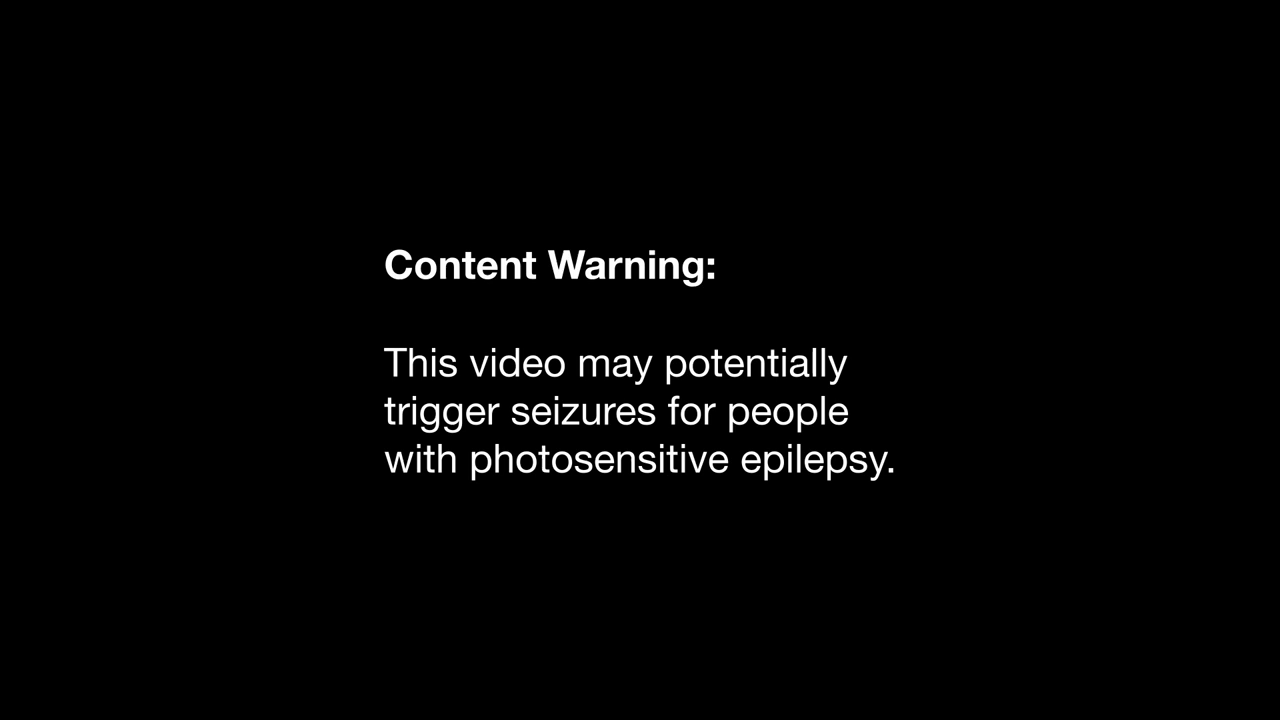 Content Warning:
This video may potentially
trigger seizures for people
with photosensitive epilepsy.